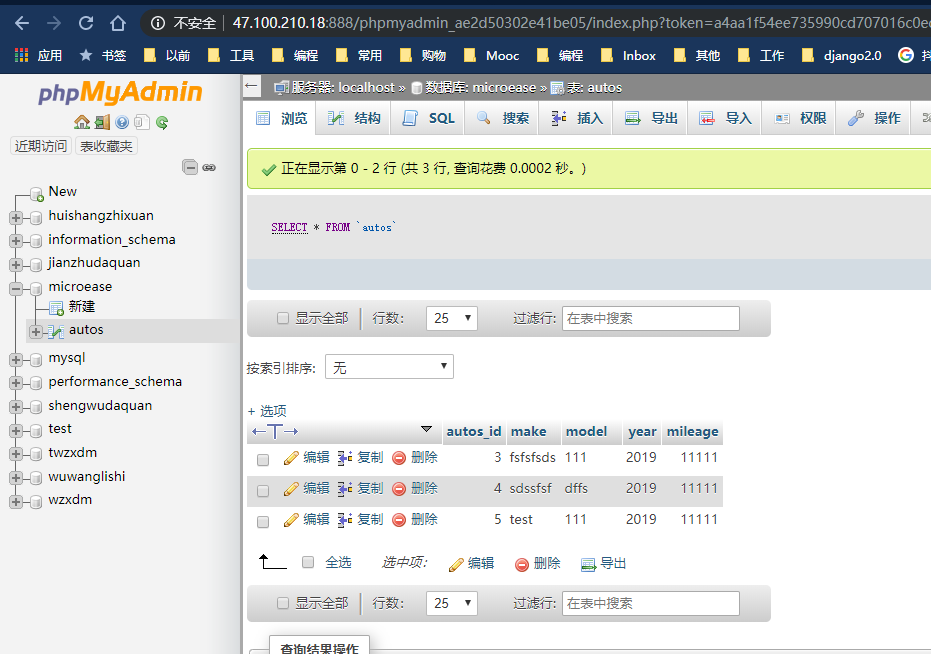 不安全 47.100.210.18:888/phpmyadmin_ae2d50302e41be05/index.php?token=a4aa1f54ee735990cd707016c0e
应用 书签 以前 工具 编程 常用 购物 Mooc 编程 Inbox 其他 工作 django2.0
phpMyAdmin
近期访问 表收藏夹
New
huishangzhixuan
information_schema
jianzhudaquan
microease
新建
autos
mysql
performance_schema
shengwudaquan
test
twzxdm
wuwanglishi
wzxdm
服务器: localhost » 数据库: microease » 表: autos
浏览 结构 SQL 搜索 插入 导出 导入 权限 操作
正在显示第 0 - 2 行 (共 3 行, 查询花费 0.0002 秒。)
SELECT * FROM `autos`
显示全部 行数: 25 过滤行: 在表中搜索
按索引排序: 无
+ 选项
←T→ autos_id make model year mileage
编辑 复制 删除 3 fsfsfsds 111 2019 11111
编辑 复制 删除 4 sdssfsf dffs 2019 11111
编辑 复制 删除 5 test 111 2019 11111
全选 选中项: 编辑 删除 导出
显示全部 行数: 25 过滤行: 在表中搜索
查询结果操作